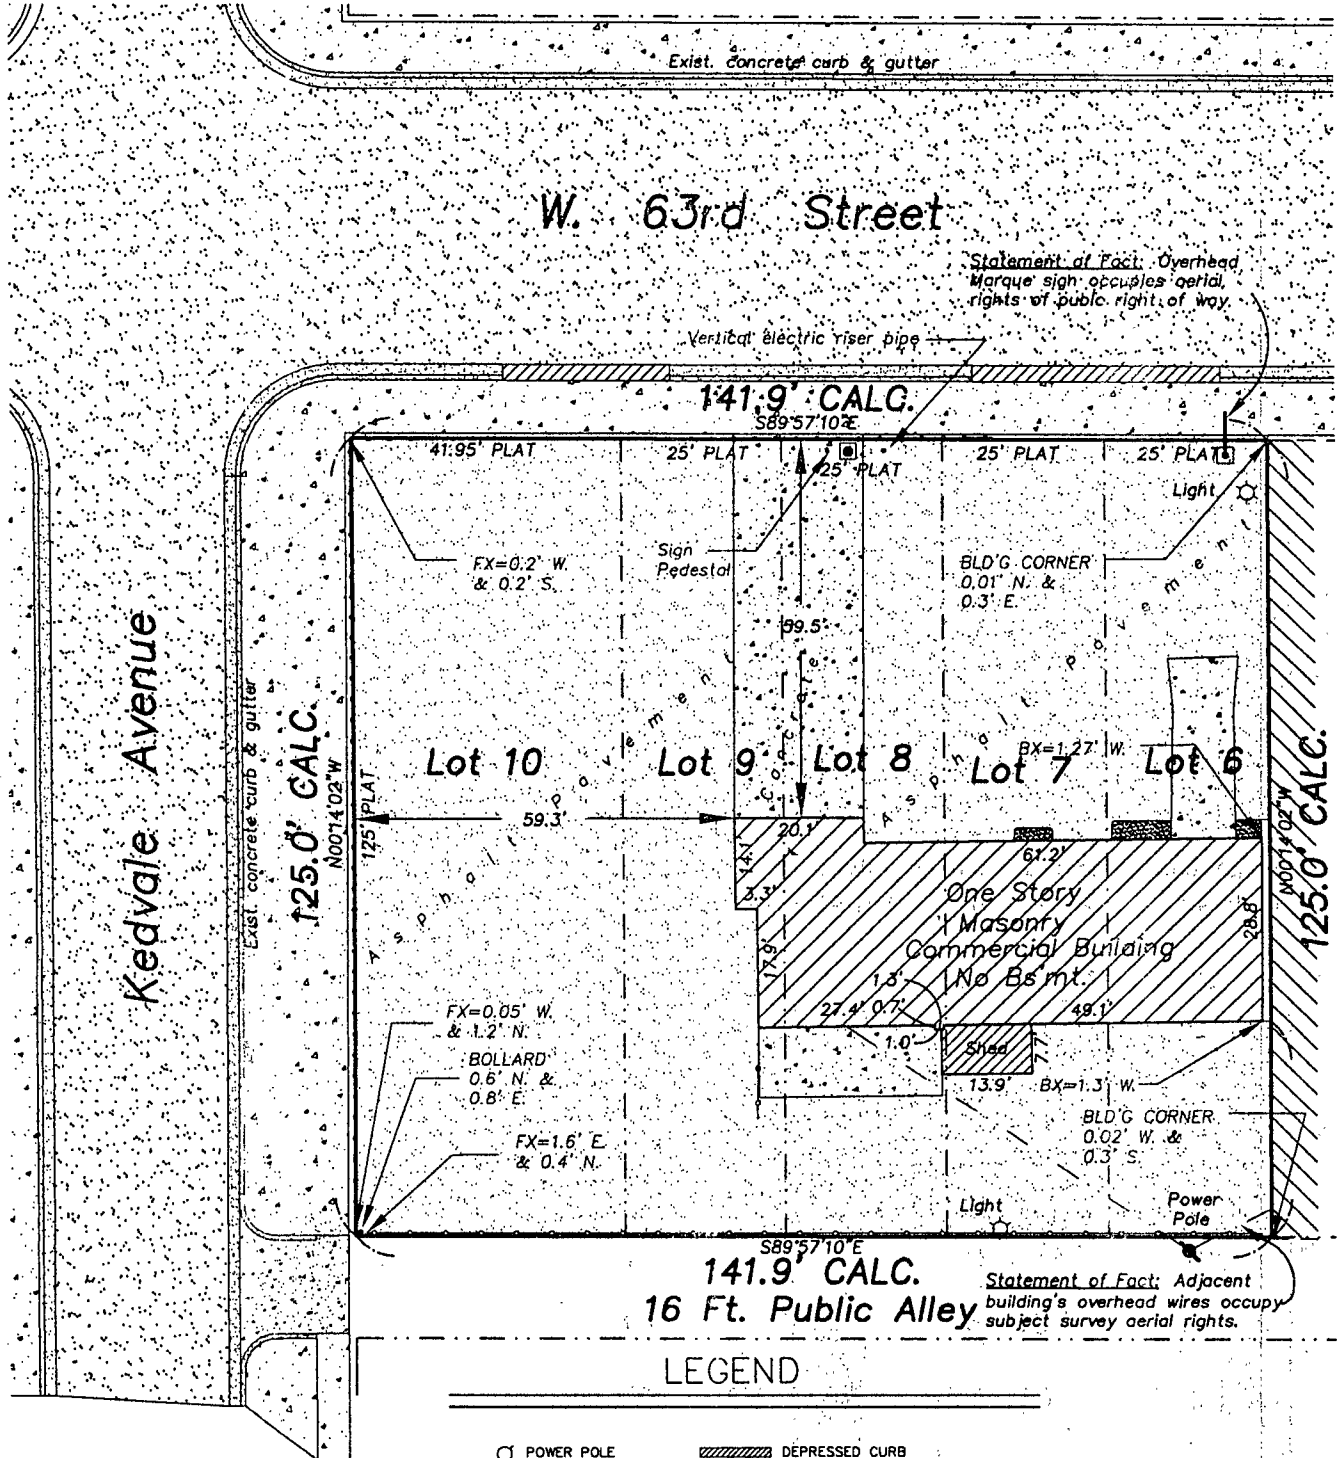 Exist. concrete curb & gutter
W. 63rd Street
Statement of Fact: Overhead
Marque sign occupies aerial
rights of public right of way.
Vertical electric riser pipe
141.9' CALC.
S89°57'10"E
41.95' PLAT
25' PLAT
25' PLAT
25' PLAT
25' PLAT
Light
FX=0.2' W.
& 0.2' S.
Sign
Pedestal
BLD'G CORNER
0.01' N. &
0.3' E.
59.5'
Asphalt Pavement
Concrete
Asphalt Pavement
Kedvale Avenue
Exist. concrete curb & gutter
125.0' CALC.
N00°14'02"W
125' PLAT
Lot 10
Lot 9
Lot 8
Lot 7
Lot 6
BX=1.27' W.
59.3'
20.1'
61.2'
14.1'
3.3'
17.9'
One Story
Masonry
Commercial Building
No Bs'mt.
28.8'
N00°14'02"W
125.0' CALC.
1.3'
27.4'
0.7'
49.1'
1.0'
Shed
7.7'
13.9'
BX=1.3' W.
FX=0.05' W.
& 1.2' N.
BOLLARD
0.6' N. &
0.8' E.
FX=1.6' E.
& 0.4' N.
BLD'G CORNER
0.02' W. &
0.3' S.
Light
Power
Pole
S89°57'10"E
141.9' CALC.
16 Ft. Public Alley
Statement of Fact: Adjacent
building's overhead wires occupy
subject survey aerial rights.
LEGEND
POWER POLE
DEPRESSED CURB